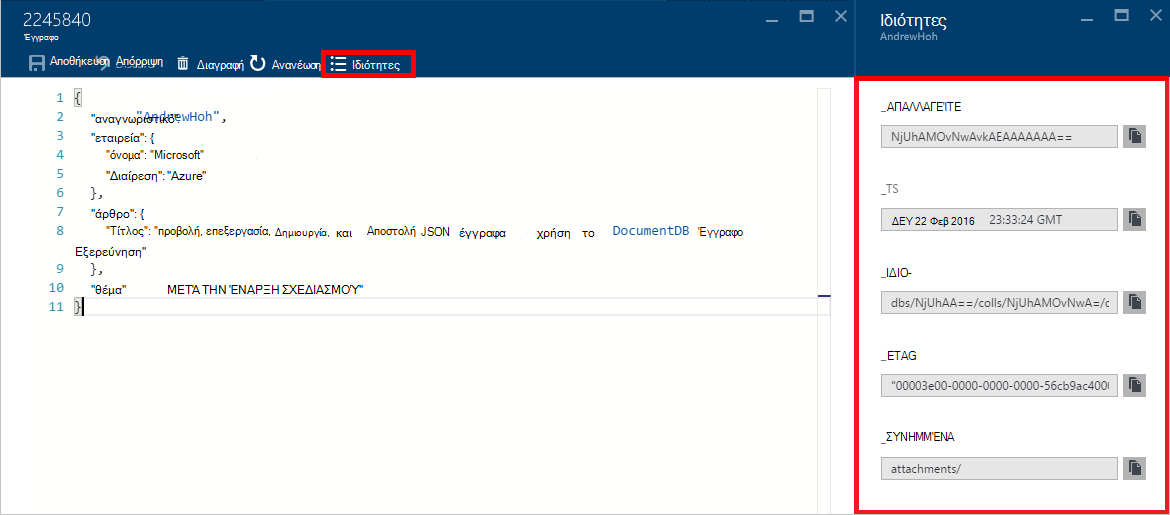 2245840
Έγγραφο
Αποθήκευση Απόρριψη Διαγραφή Ανανέωση Ιδιότητες
1 {
2 "αναγνωριστικό": "AndrewHoh",
3 "εταιρεία": {
4 "όνομα": "Microsoft"
5 "Διαίρεση": "Azure"
6 },
7 "άρθρο": {
8 "Τίτλος": "προβολή, επεξεργασία, Δημιουργία, και Αποστολή JSON έγγραφα χρήση το DocumentDB Έγγραφο
Εξερεύνηση"
9 },
10 "θέμα" ΜΕΤΆ ΤΗΝ ΈΝΑΡΞΗ ΣΧΕΔΙΑΣΜΟΎ"
11 }
Ιδιότητες
AndrewHoh
_ΑΠΑΛΛΑΓΕΊΤΕ
NjUhAMOvNwAvkAEAAAAAAA==
_TS
ΔΕΥ 22 Φεβ 2016 23:33:24 GMT
_ΙΔΙΟ-
dbs/NjUhAA==/colls/NjUhAMOvNwA=/c
_ETAG
"00003e00-0000-0000-0000-56cb9ac4000
_ΣΥΝΗΜΜΈΝΑ
attachments/